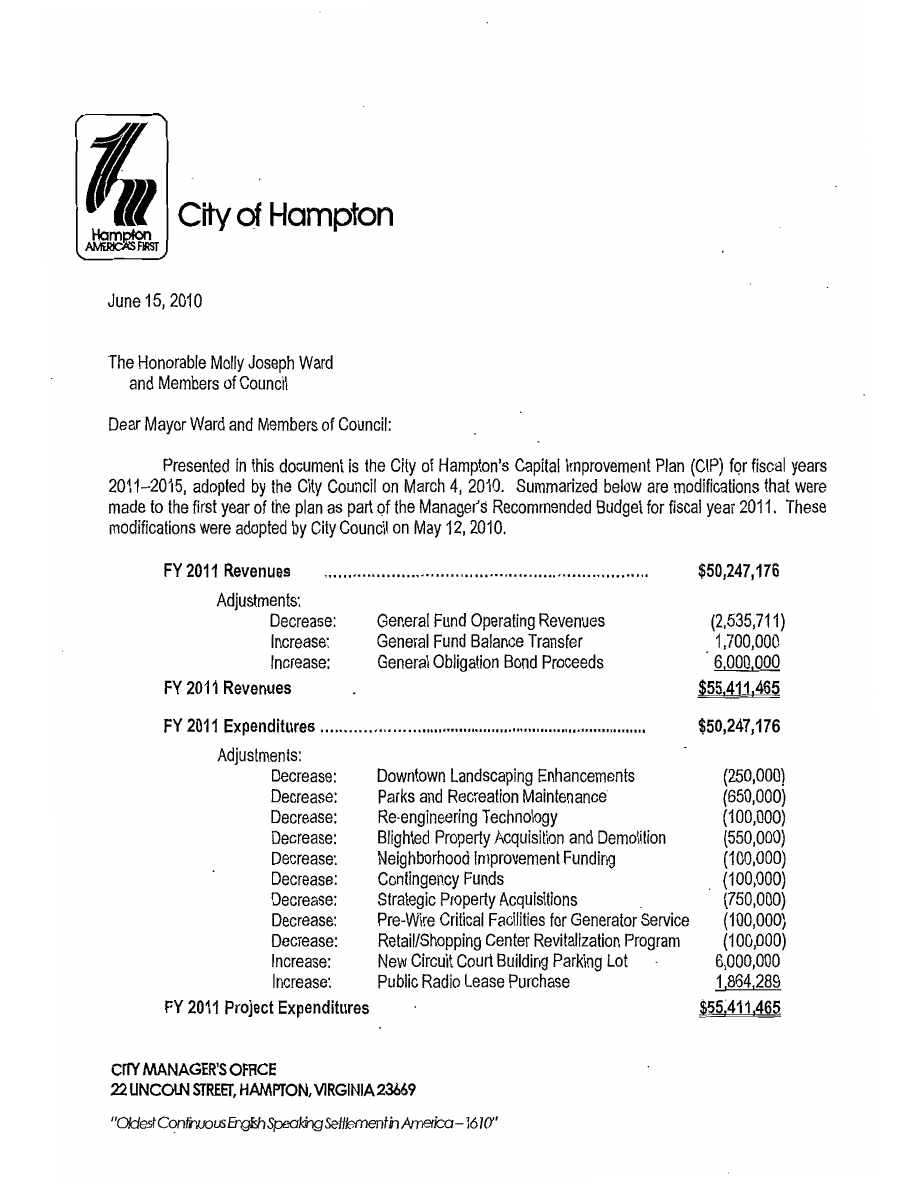 Hampton
AMERICA'S FIRST
City of Hampton
June 15, 2010
The Honorable Molly Joseph Ward
and Members of Council
Dear Mayor Ward and Members of Council:
Presented in this document is the City of Hampton's Capital Improvement Plan (CIP) for fiscal years
2011–2015, adopted by the City Council on March 4, 2010. Summarized below are modifications that were
made to the first year of the plan as part of the Manager's Recommended Budget for fiscal year 2011. These
modifications were adopted by City Council on May 12, 2010.
FY 2011 Revenues ................................................................ $50,247,176
Adjustments:
Decrease: General Fund Operating Revenues (2,535,711)
Increase: General Fund Balance Transfer 1,700,000
Increase: General Obligation Bond Proceeds 6,000,000
FY 2011 Revenues $55,411,465
FY 2011 Expenditures ................................................................ $50,247,176
Adjustments:
Decrease: Downtown Landscaping Enhancements (250,000)
Decrease: Parks and Recreation Maintenance (650,000)
Decrease: Re-engineering Technology (100,000)
Decrease: Blighted Property Acquisition and Demolition (550,000)
Decrease: Neighborhood Improvement Funding (100,000)
Decrease: Contingency Funds (100,000)
Decrease: Strategic Property Acquisitions (750,000)
Decrease: Pre-Wire Critical Facilities for Generator Service (100,000)
Decrease: Retail/Shopping Center Revitalization Program (100,000)
Increase: New Circuit Court Building Parking Lot 6,000,000
Increase: Public Radio Lease Purchase 1,864,289
FY 2011 Project Expenditures $55,411,465
CITY MANAGER'S OFFICE
22 LINCOLN STREET, HAMPTON, VIRGINIA 23669
"Oldest Continuous English Speaking Settlement in America – 1610"